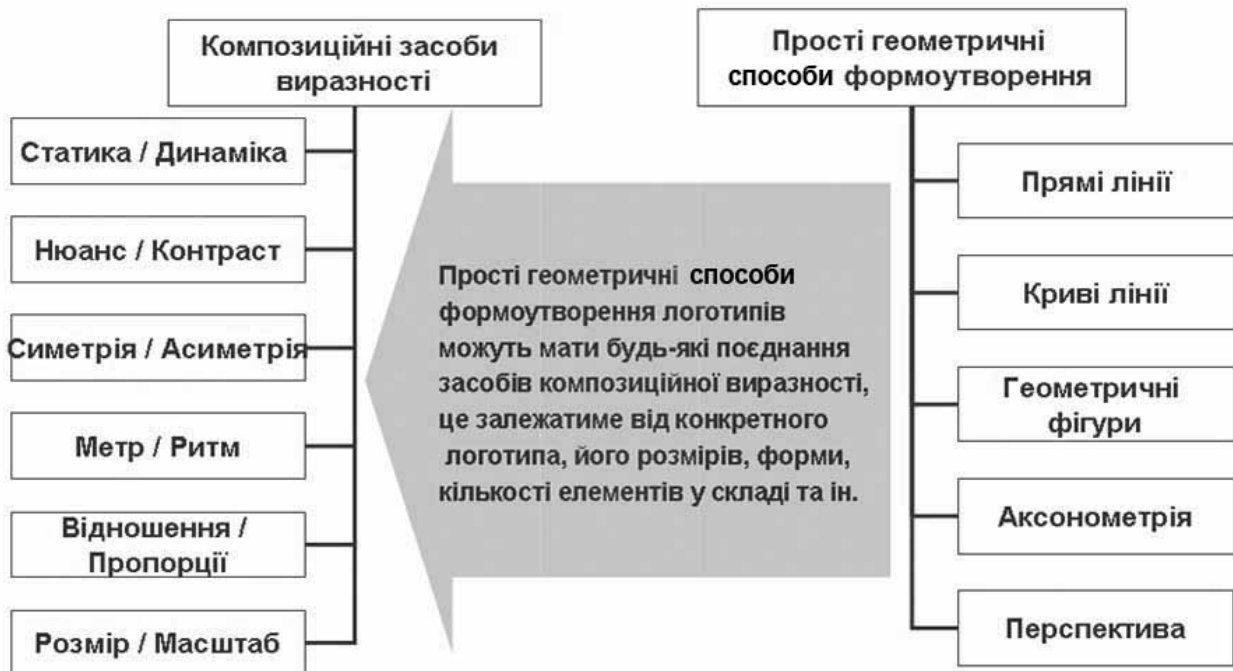 Композиційні засоби
виразності
Статика / Динаміка
Нюанс / Контраст
Симетрія / Асиметрія
Метр / Ритм
Відношення /
Пропорції
Розмір / Масштаб
Прості геометричні способи
формоутворення логотипів
можуть мати будь-які поєднання
засобів композиційної виразності,
це залежатиме від конкретного
логотипа, його розмірів, форми,
кількості елементів у складі та ін.
Прості геометричні
способи формоутворення
Прямі лінії
Криві лінії
Геометричні
фігури
Аксонометрія
Перспектива